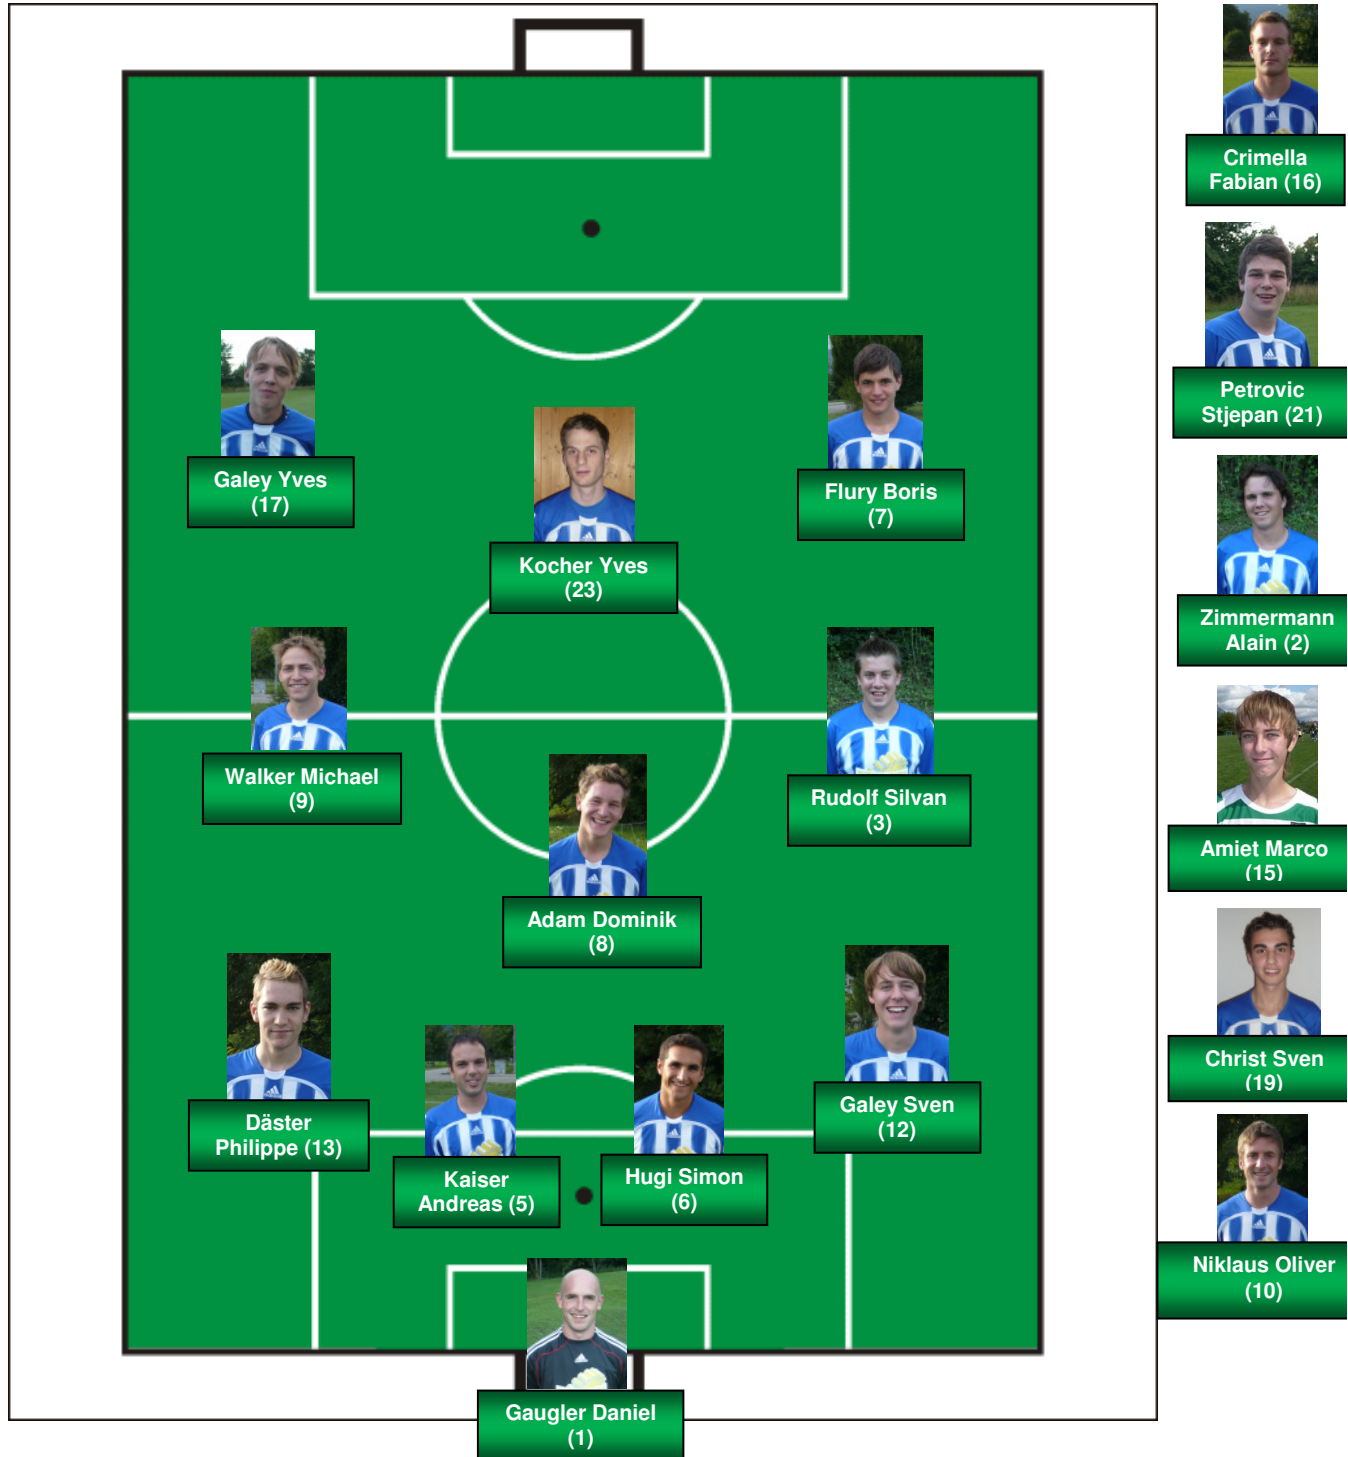 Crimella
Fabian (16)
Petrovic
Stjepan (21)
Galey Yves
(17)
Flury Boris
(7)
Kocher Yves
(23)
Zimmermann
Alain (2)
Walker Michael
(9)
Rudolf Silvan
(3)
Amiet Marco
(15)
Adam Dominik
(8)
Christ Sven
(19)
Däster
Philippe (13)
Galey Sven
(12)
Kaiser
Andreas (5)
Hugi Simon
(6)
Niklaus Oliver
(10)
Gaugler Daniel
(1)